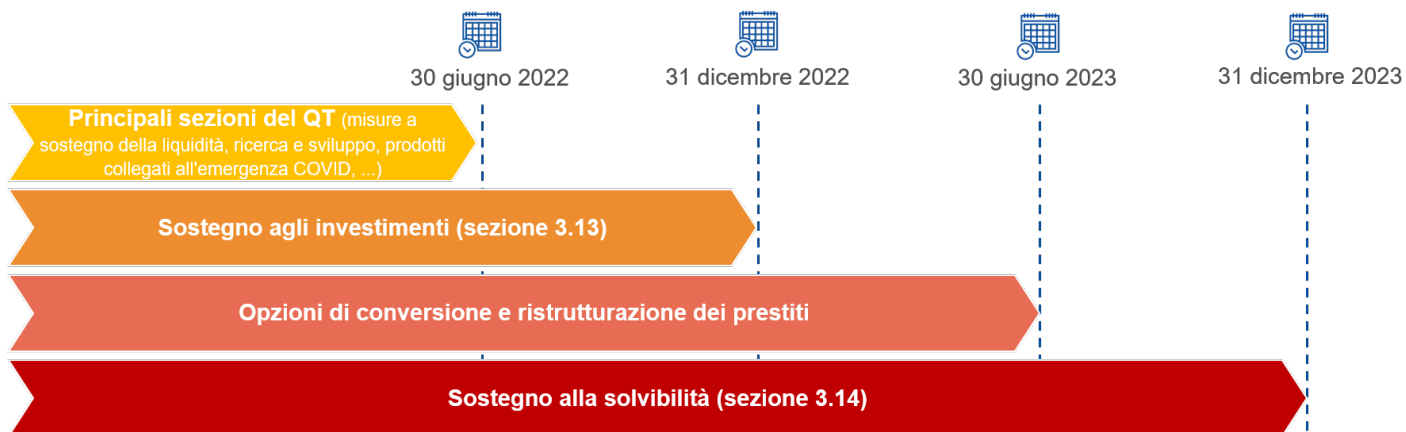 30 giugno 2022
31 dicembre 2022
30 giugno 2023
31 dicembre 2023
Principali sezioni del QT (misure a
sostegno della liquidità, ricerca e sviluppo, prodotti
collegati all'emergenza COVID, ...)
Sostegno agli investimenti (sezione 3.13)
Opzioni di conversione e ristrutturazione dei prestiti
Sostegno alla solvibilità (sezione 3.14)